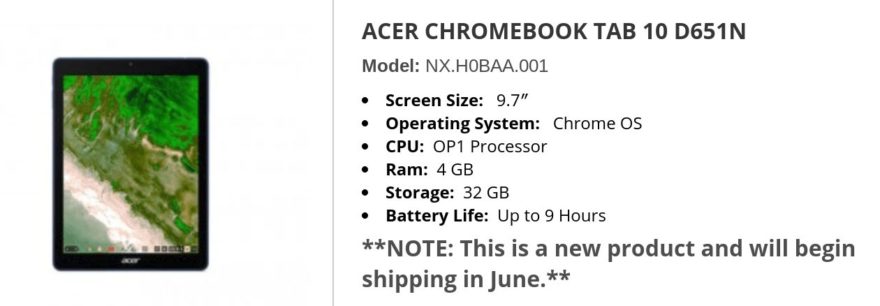 ACER CHROMEBOOK TAB 10 D651N
Model: NX.H0BAA.001
• Screen Size: 9.7″
• Operating System: Chrome OS
• CPU: OP1 Processor
• Ram: 4 GB
• Storage: 32 GB
• Battery Life: Up to 9 Hours
**NOTE: This is a new product and will begin
shipping in June.**
acer